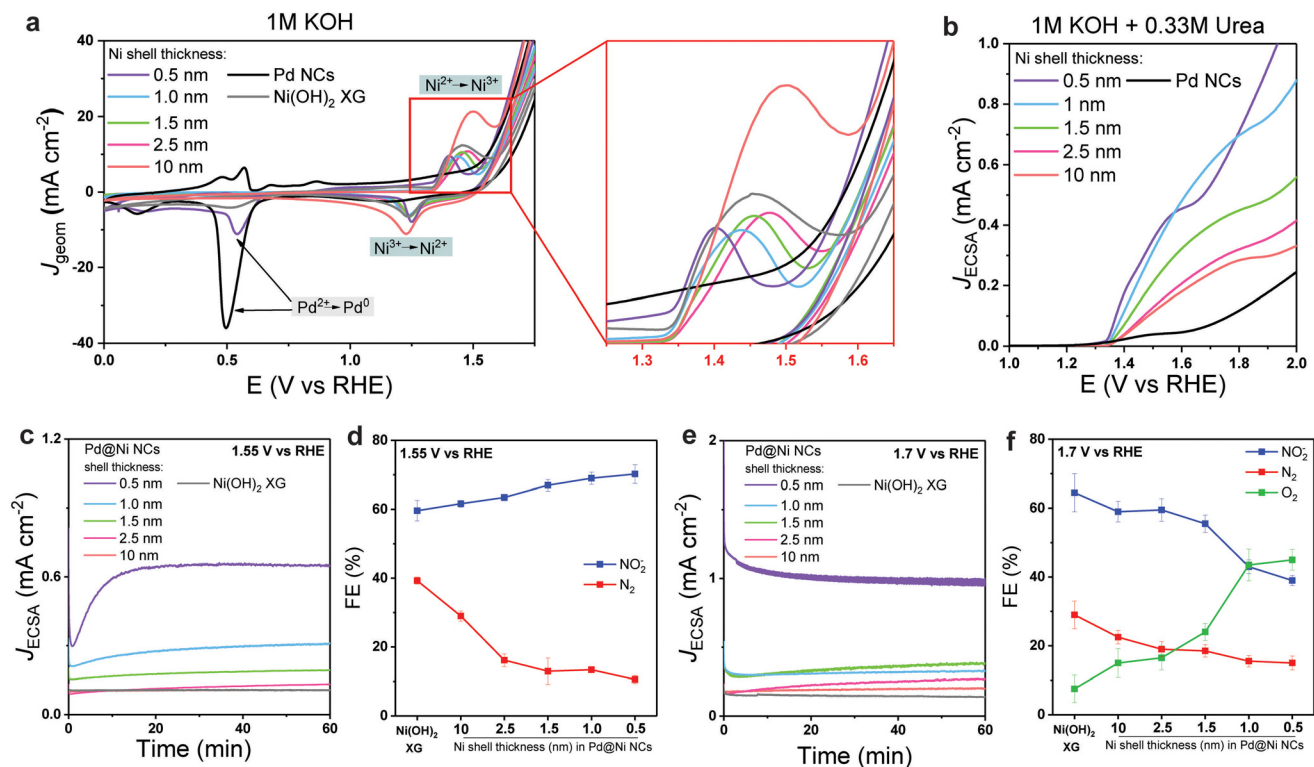 a
1M KOH
Ni shell thickness:
0.5 nm
1.0 nm
1.5 nm
2.5 nm
10 nm
Pd NCs
Ni(OH)₂ XG
Ni²⁺→Ni³⁺
Ni³⁺→Ni²⁺
Pd²⁺→Pd⁰
40
20
0
-20
-40
J_geom (mA cm⁻²)
0.0
0.5
1.0
1.5
E (V vs RHE)
1.3
1.4
1.5
1.6
b
1M KOH + 0.33M Urea
Ni shell thickness:
0.5 nm
1 nm
1.5 nm
2.5 nm
10 nm
Pd NCs
1.0
0.8
0.6
0.4
0.2
0.0
J_ECSA (mA cm⁻²)
1.0
1.2
1.4
1.6
1.8
2.0
E (V vs RHE)
c
Pd@Ni NCs
shell thickness:
1.55 V vs RHE
0.5 nm
1.0 nm
1.5 nm
2.5 nm
10 nm
Ni(OH)₂ XG
1.2
0.6
0.0
J_ECSA (mA cm⁻²)
0
20
40
60
Time (min)
d
1.55 V vs RHE
NO₂⁻
N₂
80
60
40
20
0
FE (%)
Ni(OH)₂
XG
10
2.5
1.5
1.0
0.5
Ni shell thickness (nm) in Pd@Ni NCs
e
Pd@Ni NCs
shell thickness:
1.7 V vs RHE
0.5 nm
1.0 nm
1.5 nm
2.5 nm
10 nm
Ni(OH)₂ XG
2
1
0
J_ECSA (mA cm⁻²)
0
20
40
60
Time (min)
f
1.7 V vs RHE
NO₂⁻
N₂
O₂
80
60
40
20
0
FE (%)
Ni(OH)₂
XG
10
2.5
1.5
1.0
0.5
Ni shell thickness (nm) in Pd@Ni NCs